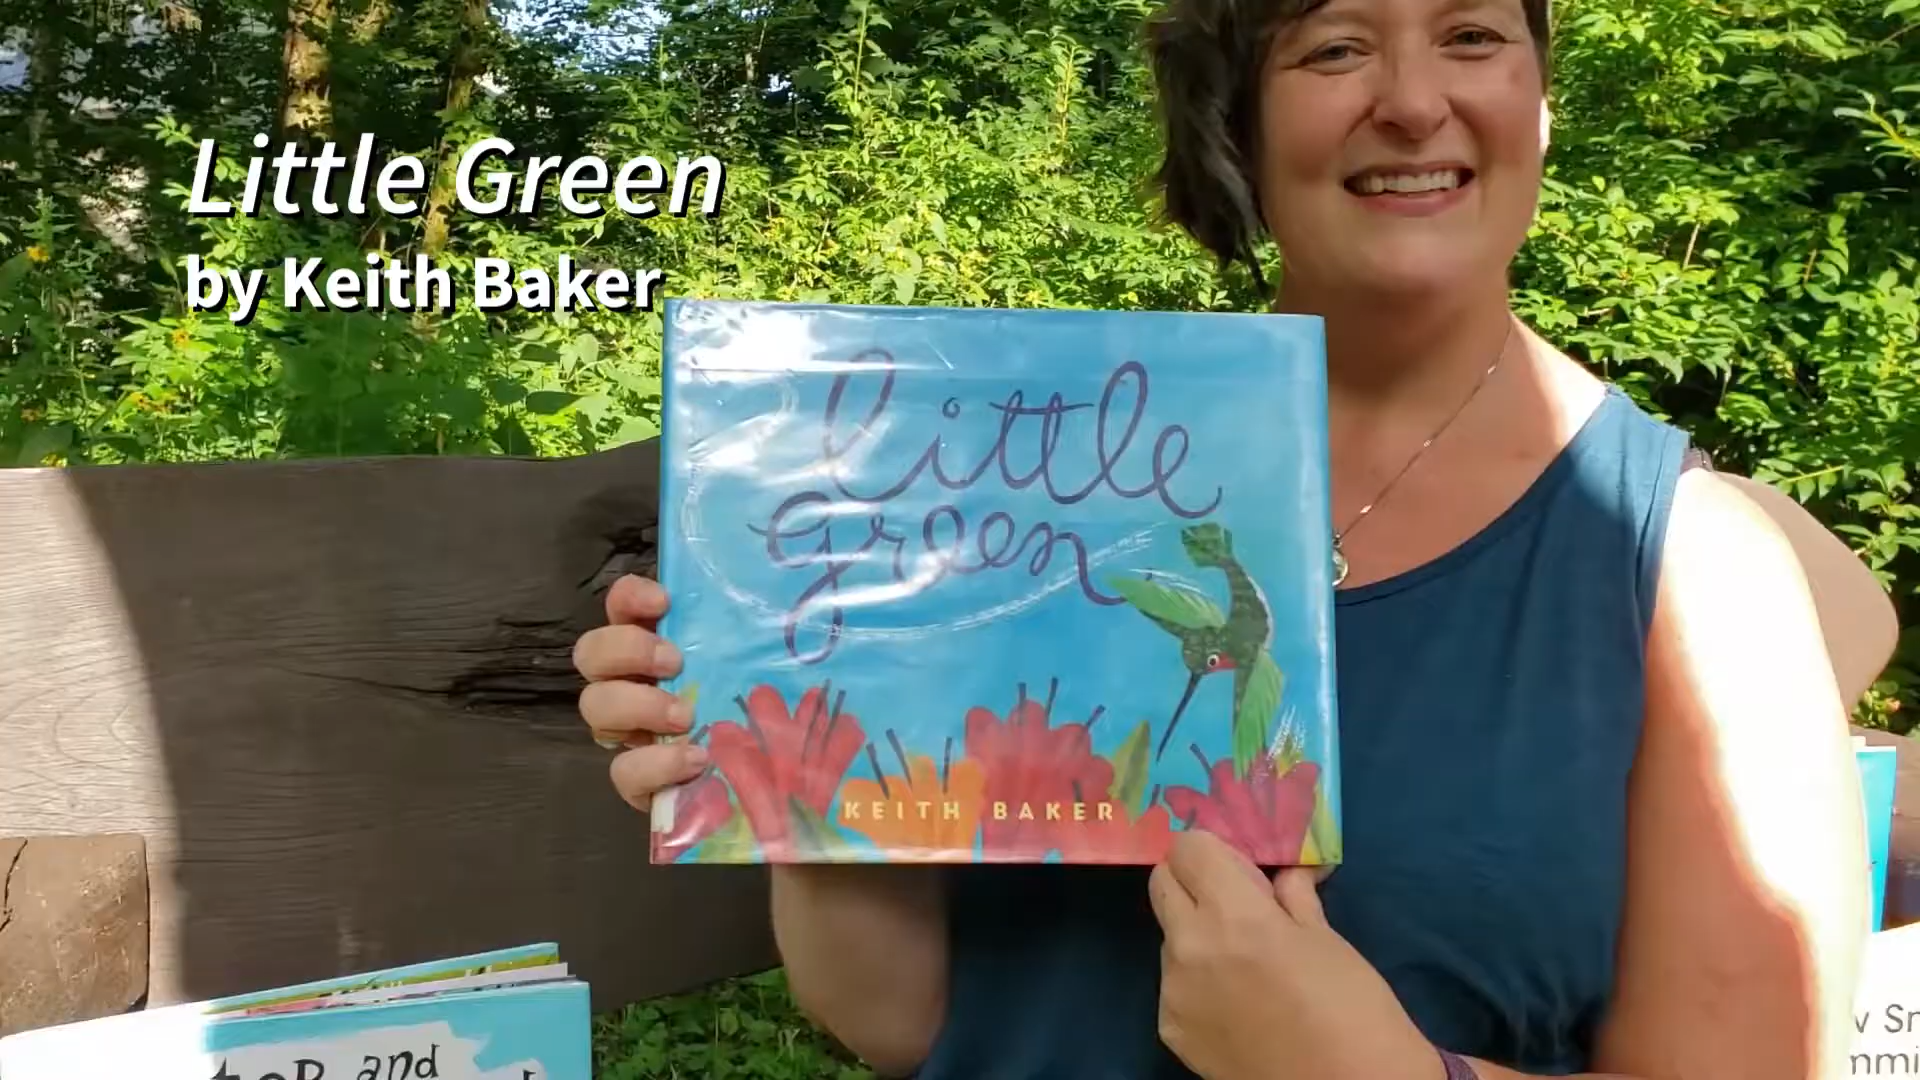 Little Green
by Keith Baker
little
green
KEITH BAKER
and